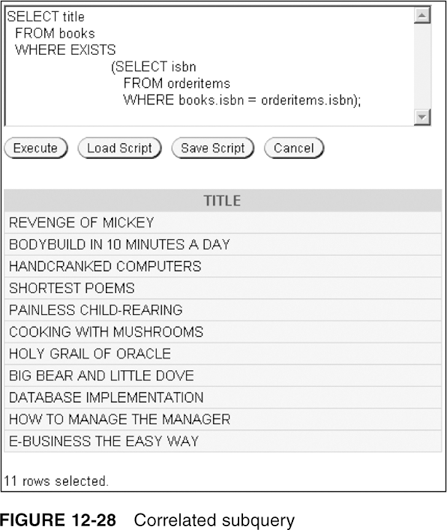 SELECT title
FROM books
WHERE EXISTS
(SELECT isbn
FROM orderitems
WHERE books.isbn = orderitems.isbn);
Execute Load Script Save Script Cancel
TITLE
REVENGE OF MICKEY
BODYBUILD IN 10 MINUTES A DAY
HANDCRANKED COMPUTERS
SHORTEST POEMS
PAINLESS CHILD-REARING
COOKING WITH MUSHROOMS
HOLY GRAIL OF ORACLE
BIG BEAR AND LITTLE DOVE
DATABASE IMPLEMENTATION
HOW TO MANAGE THE MANAGER
E-BUSINESS THE EASY WAY
11 rows selected.
FIGURE 12-28 Correlated subquery